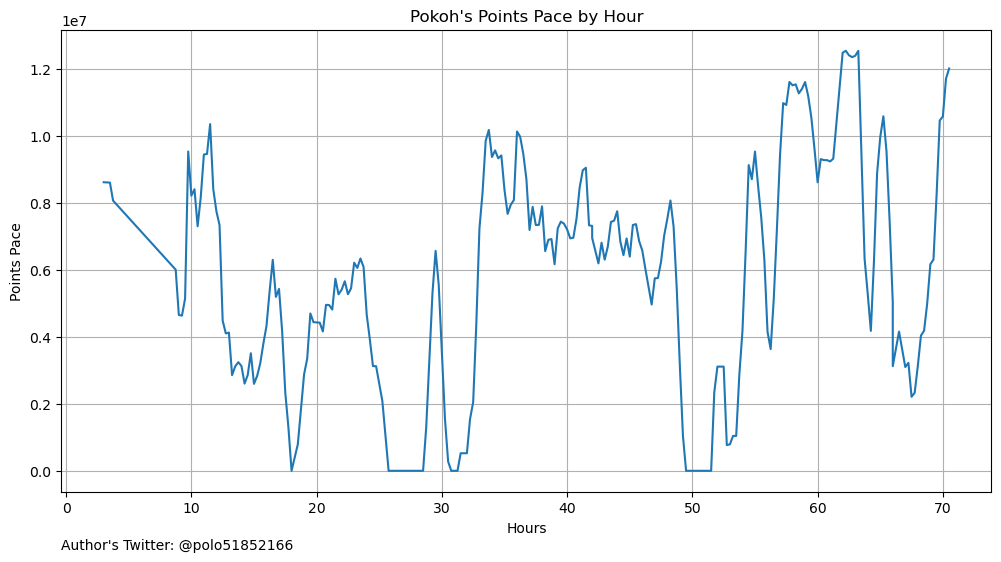 Pokoh's Points Pace by Hour
1e7
1.2
1.0
0.8
0.6
0.4
0.2
0.0
Points Pace
0 10 20 30 40 50 60 70
Hours
Author's Twitter: @polo51852166